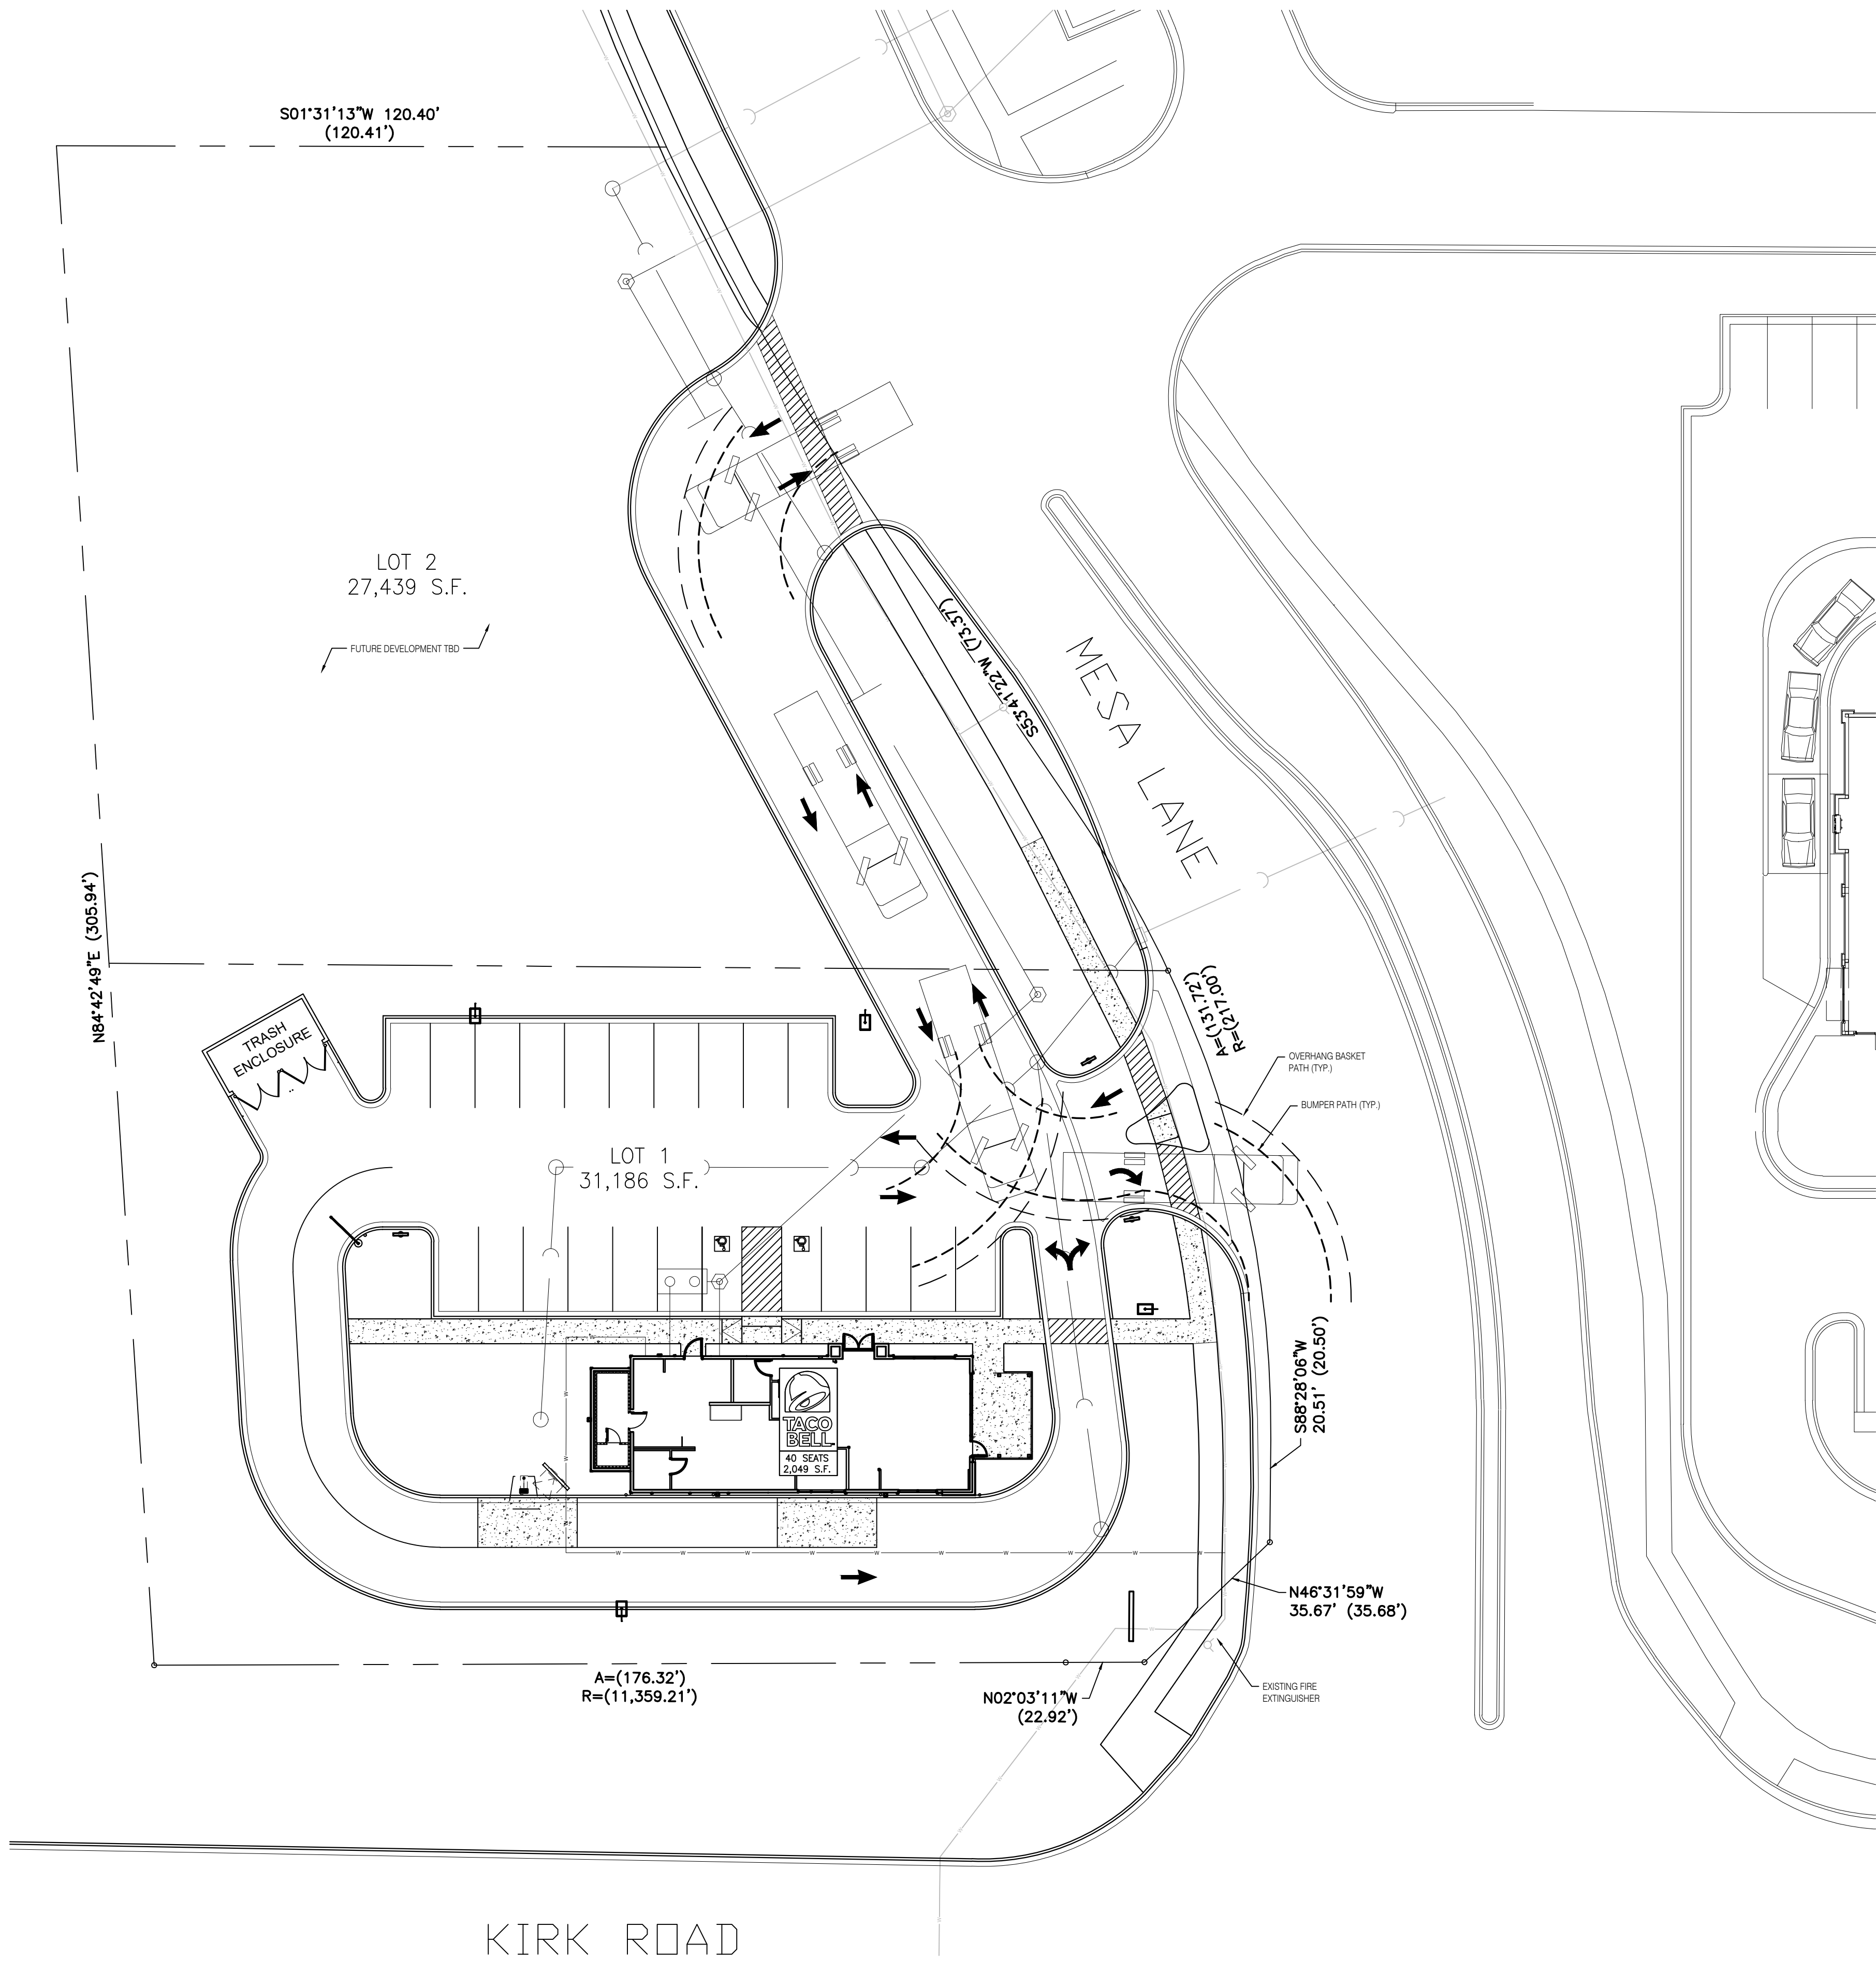 S01°31'13"W 120.40'
(120.41')
LOT 2
27,439 S.F.
FUTURE DEVELOPMENT TBD
S53°41'22"W (73.37')
MESA LANE
N84°42'49"E (305.94')
A=(131.72')
R=(217.00')
TRASH
ENCLOSURE
OVERHANG BASKET
PATH (TYP.)
BUMPER PATH (TYP.)
LOT 1
31,186 S.F.
TACO
BELL
40 SEATS
2,049 S.F.
S88°28'06"W
20.51' (20.50')
W
W
W
W W W W W W W W W W
N46°31'59"W
35.67' (35.68')
A=(176.32')
R=(11,359.21')
N02°03'11"W
(22.92')
EXISTING FIRE
EXTINGUISHER
KIRK ROAD